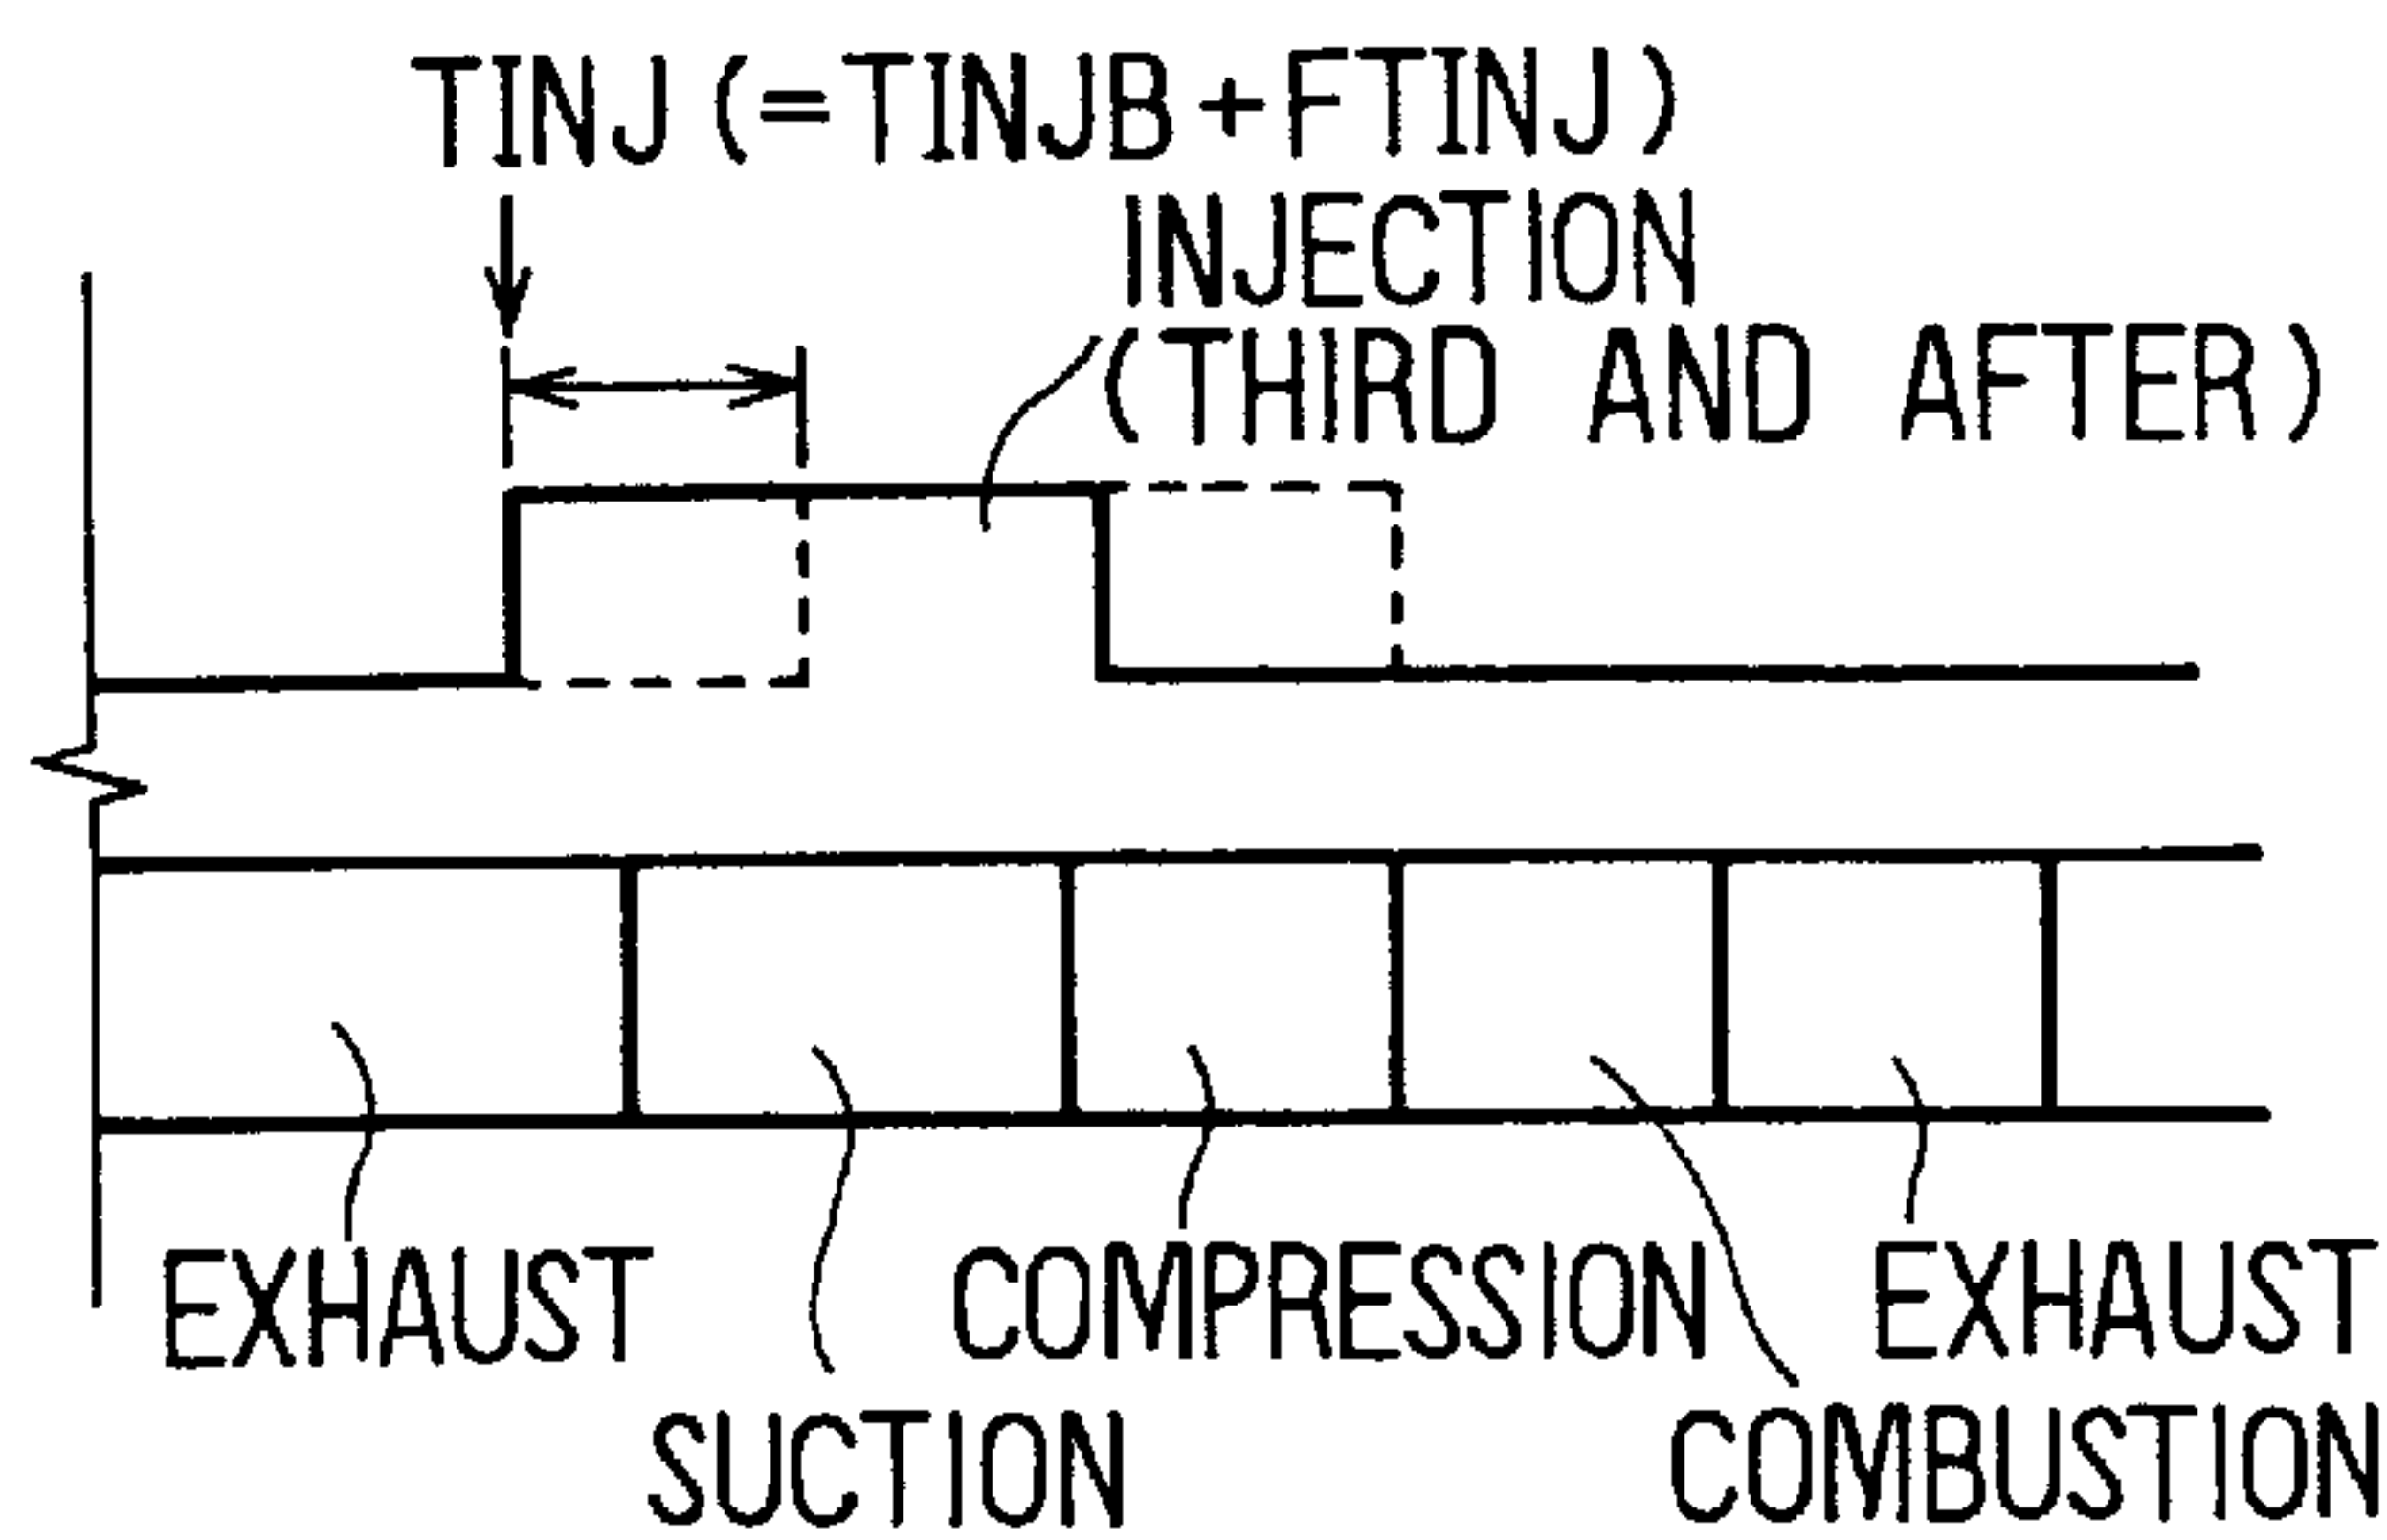 TINJ (=TINJB+FTINJ)
INJECTION
(THIRD AND AFTER)
EXHAUST
COMPRESSION
EXHAUST
SUCTION
COMBUSTION